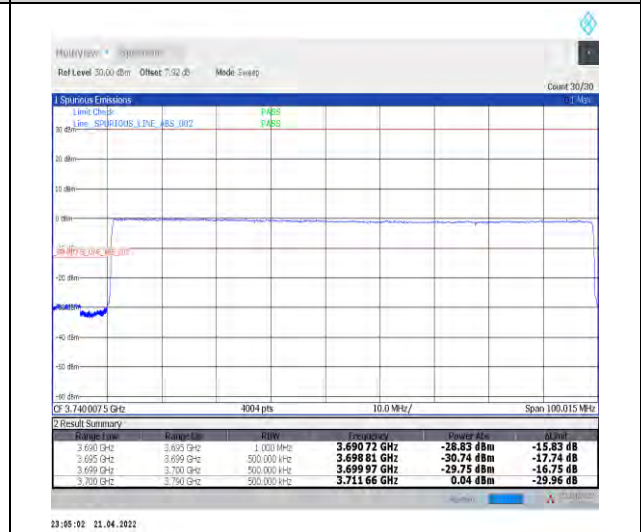 MultiView
Ref Level 30.00 dBm Offset 7.92 dB Mode Sweep
Count 30/30
1 Spurious Emissions
Limit Check PASS
Line _SPURIOUS_LINE_ABS_002 PASS
30 dBm
20 dBm
10 dBm
0 dBm
-20 dBm
-40 dBm
-50 dBm
-60 dBm
CF 3.7400075 GHz 4004 pts 10.0 MHz/ Span 100.015 MHz
2 Result Summary
Range Low Range Up RBW Frequency Power Abs ΔLimit
3.690 GHz 3.695 GHz 1.000 MHz 3.690 72 GHz -28.83 dBm -15.83 dB
3.695 GHz 3.699 GHz 500.000 kHz 3.698 81 GHz -30.74 dBm -17.74 dB
3.699 GHz 3.700 GHz 500.000 kHz 3.699 97 GHz -29.75 dBm -16.75 dB
3.700 GHz 3.790 GHz 500.000 kHz 3.711 66 GHz 0.04 dBm -29.96 dB
23:05:02 21.04.2022